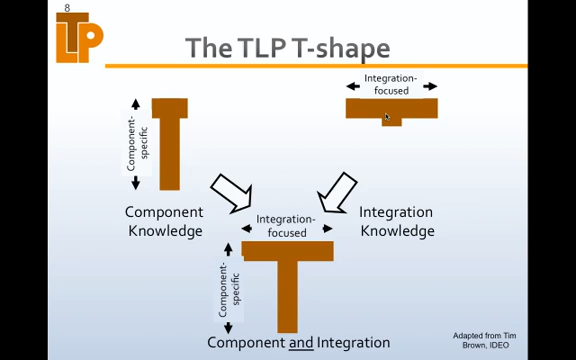 8
TLP
The TLP T-shape
Integration-
focused
Component-
specific
Component
Knowledge
Integration
Knowledge
Integration-
focused
Component-
specific
Component and Integration
Adapted from Tim
Brown, IDEO